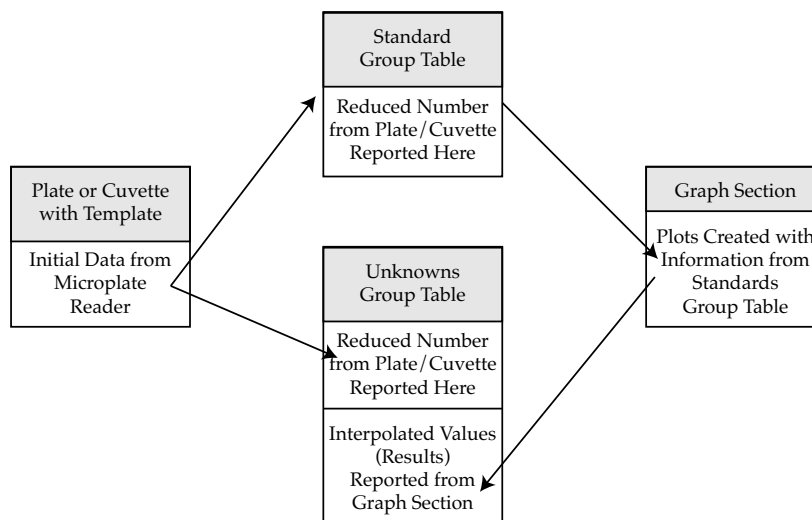 Standard
Group Table
Reduced Number
from Plate/Cuvette
Reported Here
Plate or Cuvette
with Template
Initial Data from
Microplate
Reader
Unknowns
Group Table
Reduced Number
from Plate/Cuvette
Reported Here
Interpolated Values
(Results)
Reported from
Graph Section
Graph Section
Plots Created with
Information from
Standards
Group Table